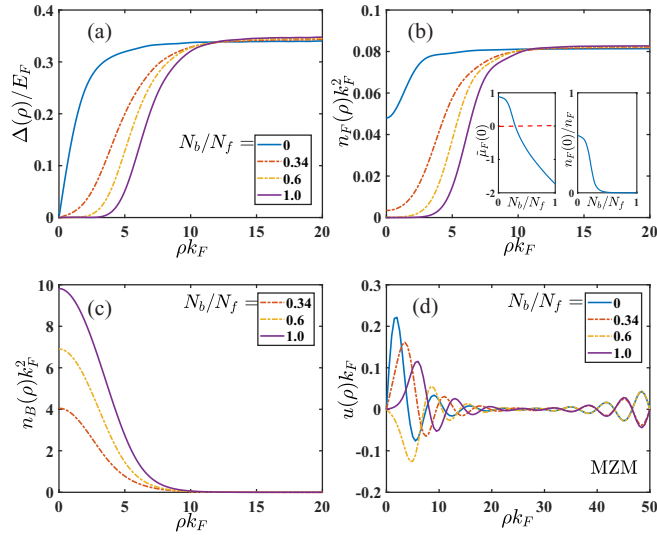 (a)
Δ(ρ)/E_F
0.4
0.3
0.2
0.1
0
0 5 10 15 20
ρk_F
N_b/N_f =
0
0.34
0.6
1.0
(b)
n_F(ρ)k_F^2
0.12
0.08
0.04
0
0 5 10 15 20
ρk_F
μ̄_F(0)
1
0
-1
-2
0 1
N_b/N_f
n_F(0)/n_F
1
0
0 1
N_b/N_f
(c)
n_B(ρ)k_F^2
10
8
6
4
2
0
0 5 10 15 20
ρk_F
N_b/N_f =
0.34
0.6
1.0
(d)
u(ρ)k_F
0.3
0.2
0.1
0
-0.1
-0.2
0 10 20 30 40 50
ρk_F
N_b/N_f =
0
0.34
0.6
1.0
MZM